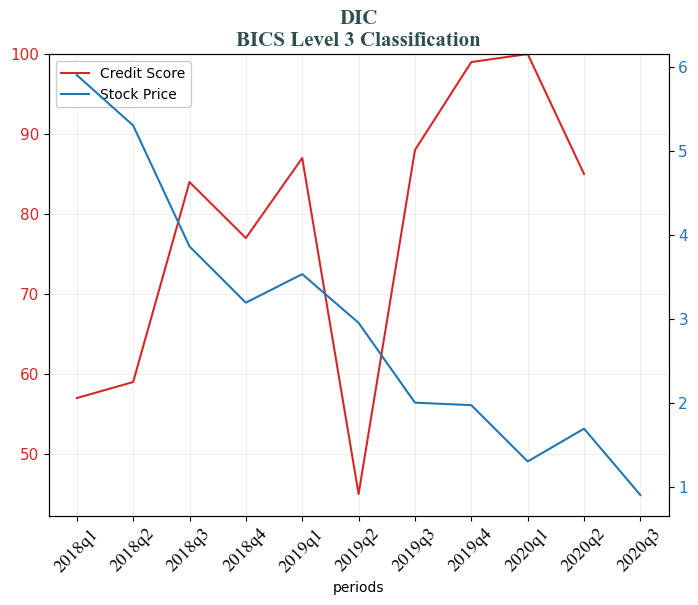 DIC
BICS Level 3 Classification
Credit Score
Stock Price
100
90
80
70
60
50
6
5
4
3
2
1
2018q1
2018q2
2018q3
2018q4
2019q1
2019q2
2019q3
2019q4
2020q1
2020q2
2020q3
periods